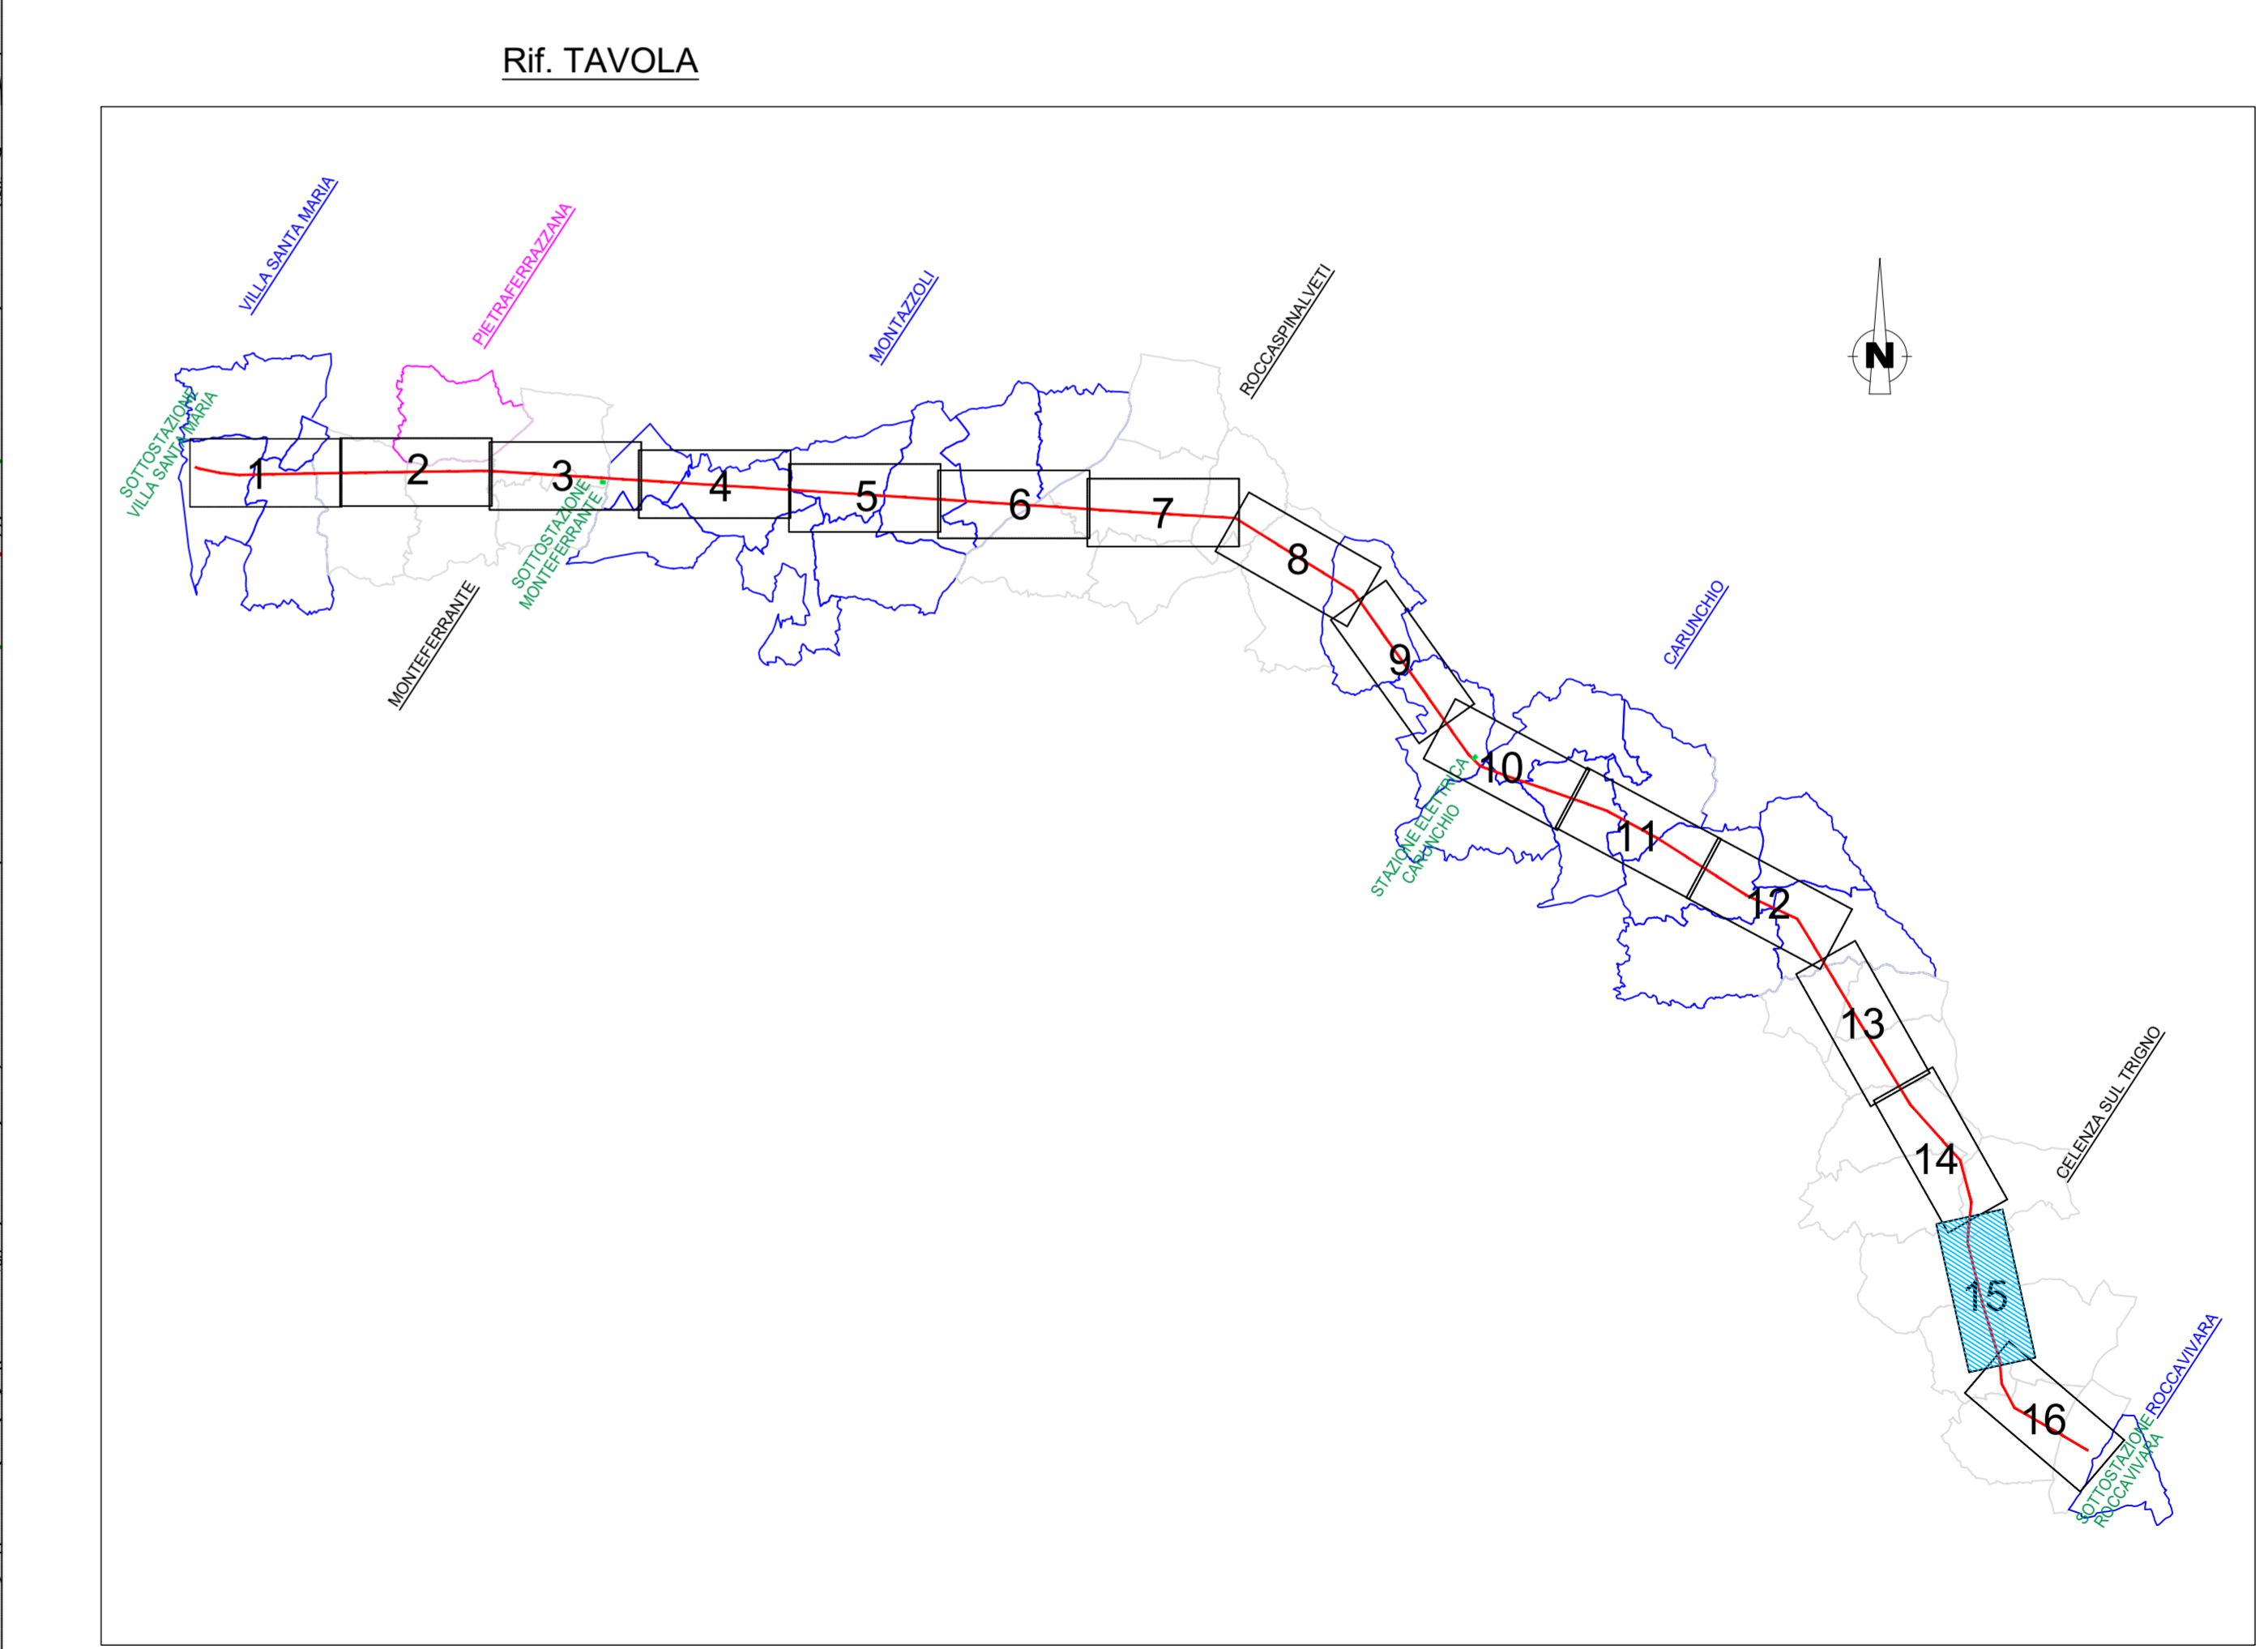 Rif. TAVOLA
VILLA SANTA MARIA
PIETRAFERRAZZANA
MONTAZZOLI
ROCCASPINALVETI
N
SOTTOSTAZIONE
VILLA SANTA MARIA
1
2
3
4
5
6
7
8
SOTTOSTAZIONE
MONTEFERRANTE
MONTEFERRANTE
CARUNCHIO
9
10
STAZIONE ELETTRICA
CARUNCHIO
11
12
13
CELENZA SUL TRIGNO
14
15
ROCCAVIVARA
16
SOTTOSTAZIONE
ROCCAVIVARA